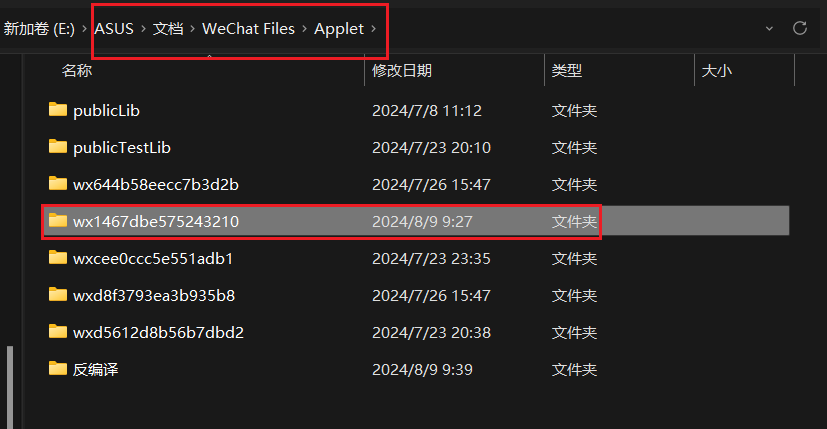 新加卷 (E:) › ASUS › 文档 › WeChat Files › Applet ›
名称 修改日期 类型 大小
publicLib 2024/7/8 11:12 文件夹
publicTestLib 2024/7/23 20:10 文件夹
wx644b58eecc7b3d2b 2024/7/26 15:47 文件夹
wx1467dbe575243210 2024/8/9 9:27 文件夹
wxcee0ccc5e551adb1 2024/7/23 23:35 文件夹
wxd8f3793ea3b935b8 2024/7/26 15:47 文件夹
wxd5612d8b56b7dbd2 2024/7/23 20:38 文件夹
反编译 2024/8/9 9:39 文件夹